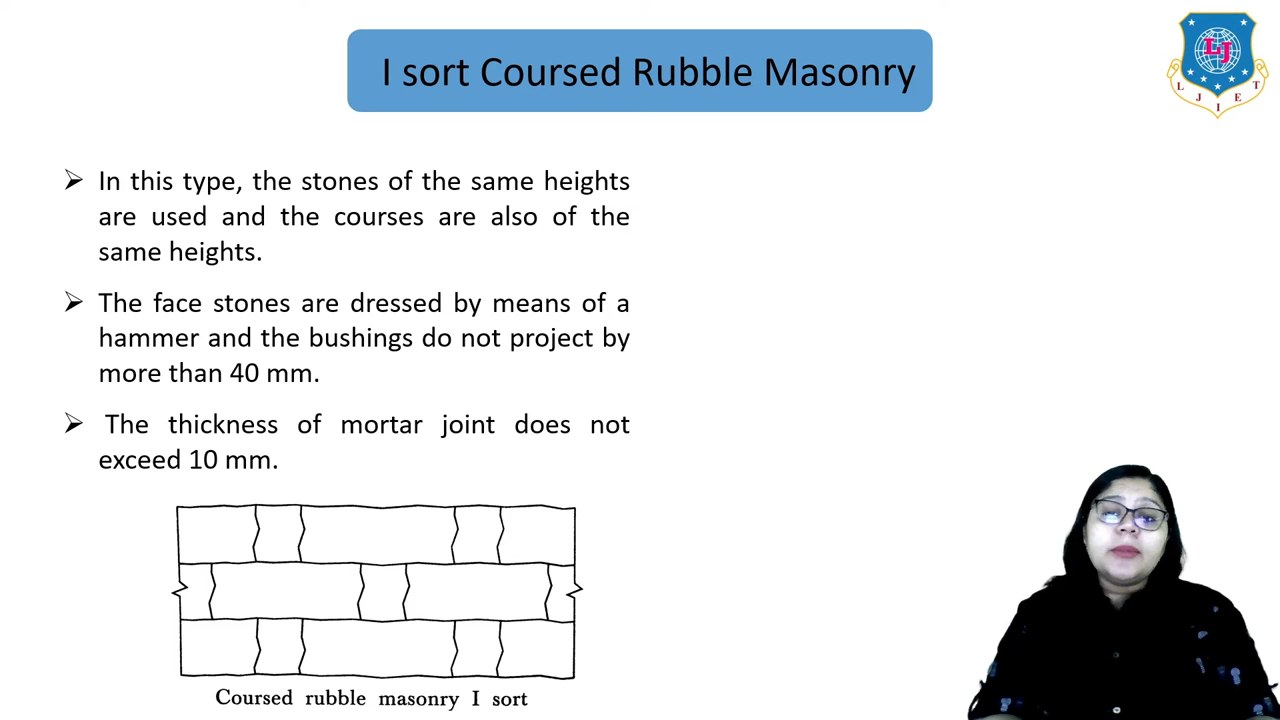 I sort Coursed Rubble Masonry
LJ
L J I E T
In this type, the stones of the same heights
are used and the courses are also of the
same heights.
The face stones are dressed by means of a
hammer and the bushings do not project by
more than 40 mm.
The thickness of mortar joint does not
exceed 10 mm.
Coursed rubble masonry I sort